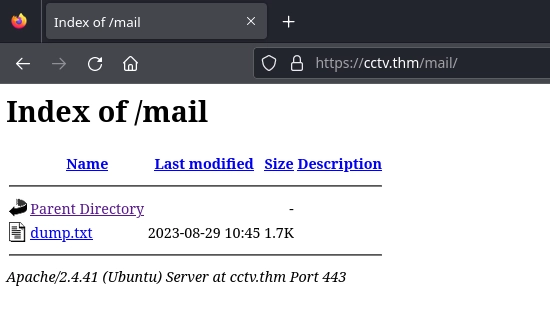 Index of /mail
https://cctv.thm/mail/
Index of /mail
Name Last modified Size Description
Parent Directory -
dump.txt 2023-08-29 10:45 1.7K
Apache/2.4.41 (Ubuntu) Server at cctv.thm Port 443